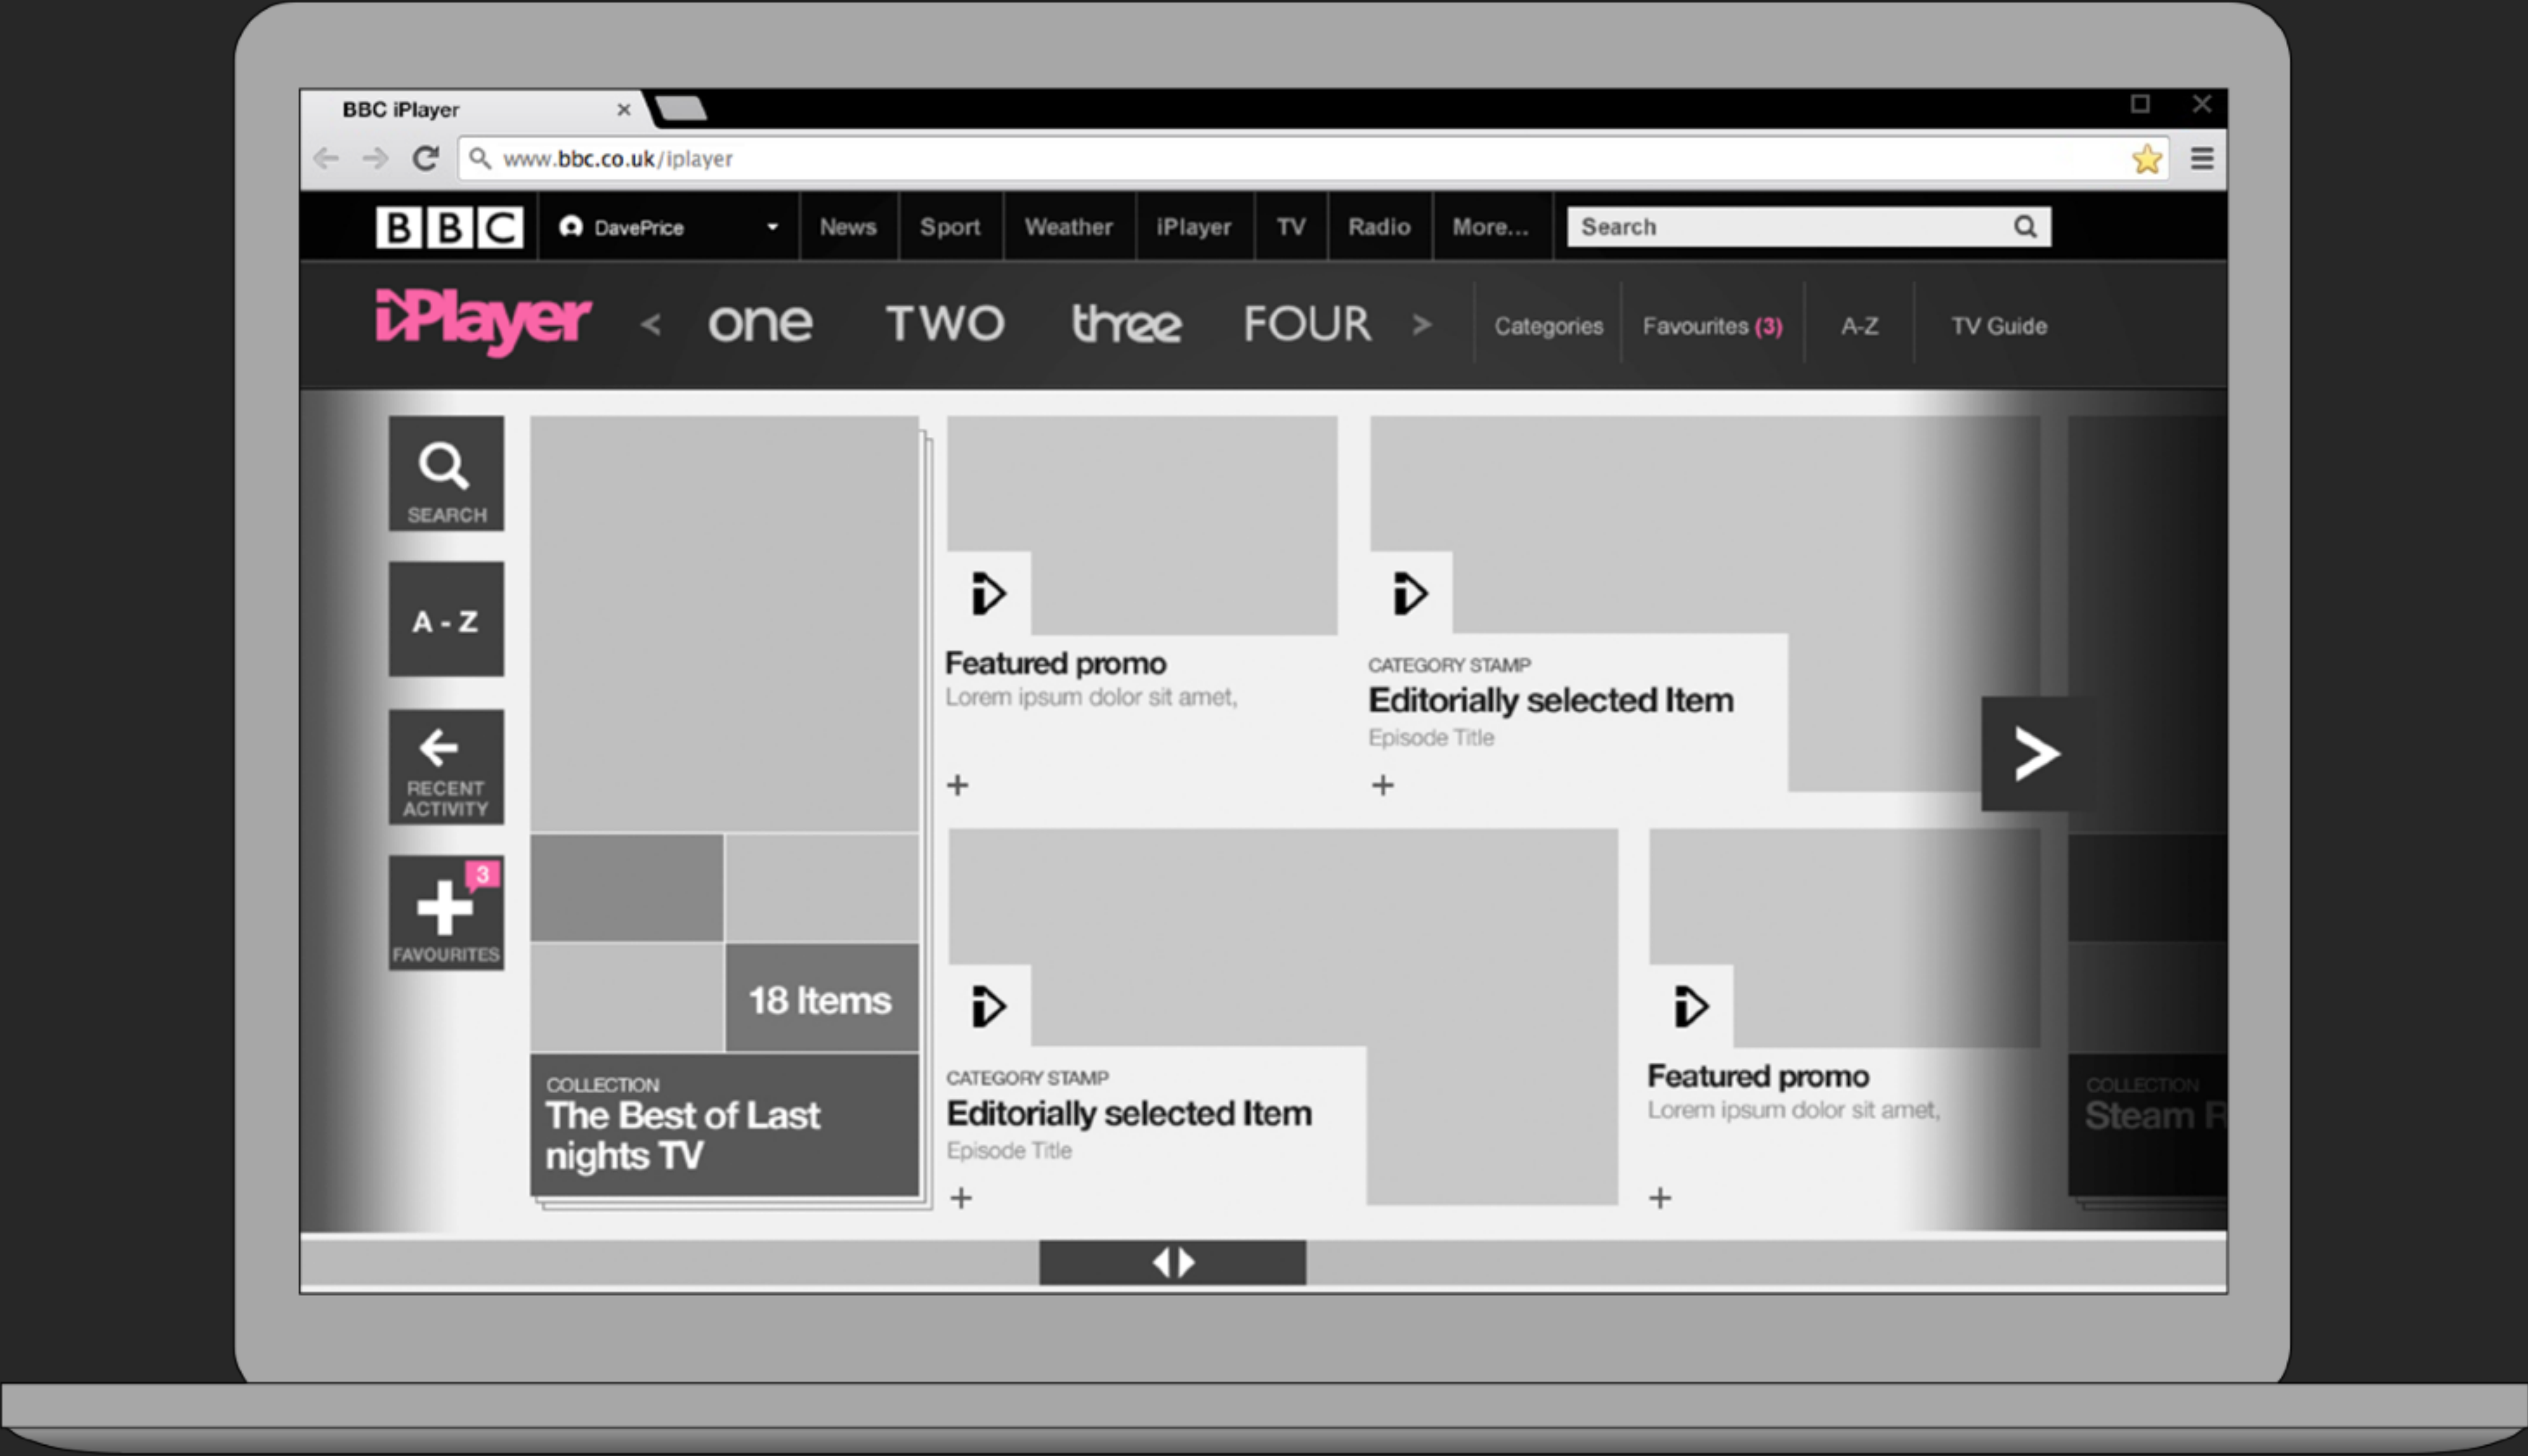 BBC iPlayer
www.bbc.co.uk/iplayer
BBC DavePrice News Sport Weather iPlayer TV Radio More... Search
iPlayer < one TWO three FOUR > Categories Favourites (3) A-Z TV Guide
SEARCH
A - Z
RECENT
ACTIVITY
3
FAVOURITES
18 Items
COLLECTION
The Best of Last
nights TV
Featured promo
Lorem ipsum dolor sit amet,
+
CATEGORY STAMP
Editorially selected Item
Episode Title
+
CATEGORY STAMP
Editorially selected Item
Episode Title
+
Featured promo
Lorem ipsum dolor sit amet,
+
COLLECTION
Steam R